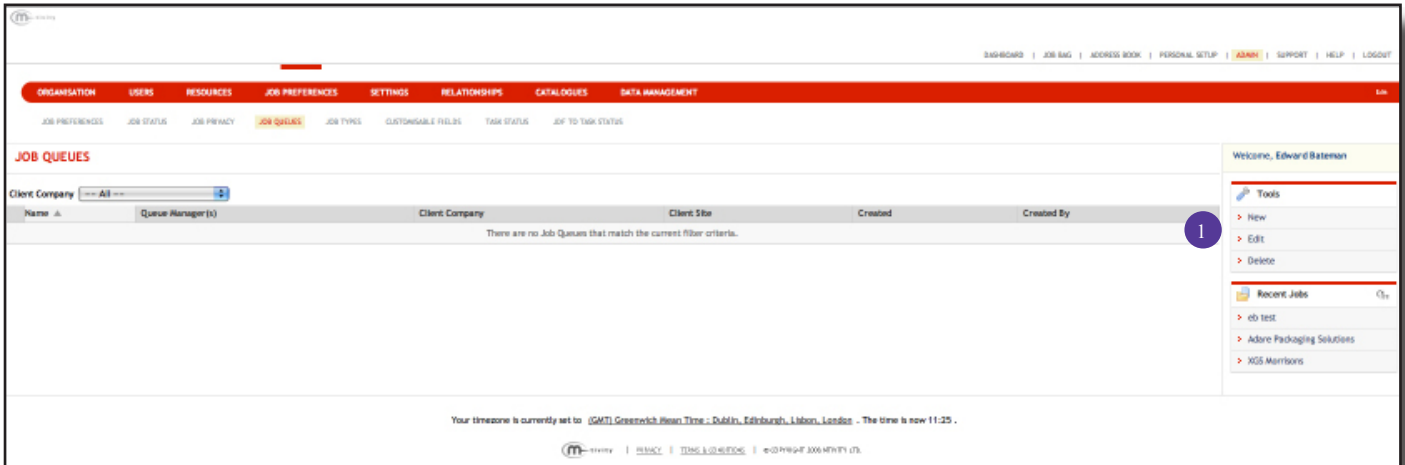 DASHBOARD | JOB BAG | ADDRESS BOOK | PERSONAL SETUP | ADMIN | SUPPORT | HELP | LOGOUT
ORGANISATION USERS RESOURCES JOB PREFERENCES SETTINGS RELATIONSHIPS CATALOGUES DATA MANAGEMENT
JOB PREFERENCES JOB STATUS JOB PRIVACY JOB QUEUES JOB TYPES CUSTOMISABLE FIELDS TASK STATUS JDF TO TASK STATUS
JOB QUEUES
Welcome, Edward Bateman
Client Company -- All --
Name Queue Manager(s) Client Company Client Site Created Created By
There are no Job Queues that match the current filter criteria.
1
Tools
New
Edit
Delete
Recent Jobs
eb test
Adare Packaging Solutions
XGS Morrisons
Your timezone is currently set to (GMT) Greenwich Mean Time : Dublin, Edinburgh, Lisbon, London . The time is now 11:25 .
PRIVACY | TERMS & CONDITIONS | © COPYRIGHT 2006 MTIVITY LTD.